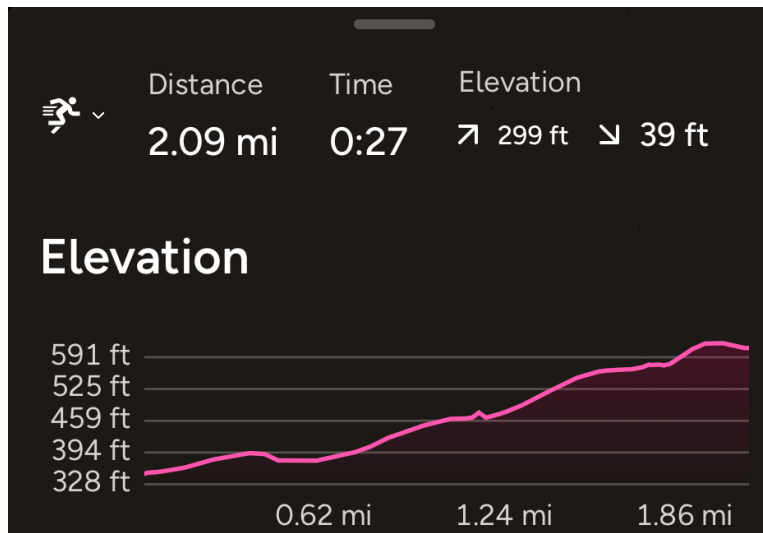 Distance Time Elevation
2.09 mi 0:27 299 ft 39 ft
Elevation
591 ft
525 ft
459 ft
394 ft
328 ft
0.62 mi 1.24 mi 1.86 mi